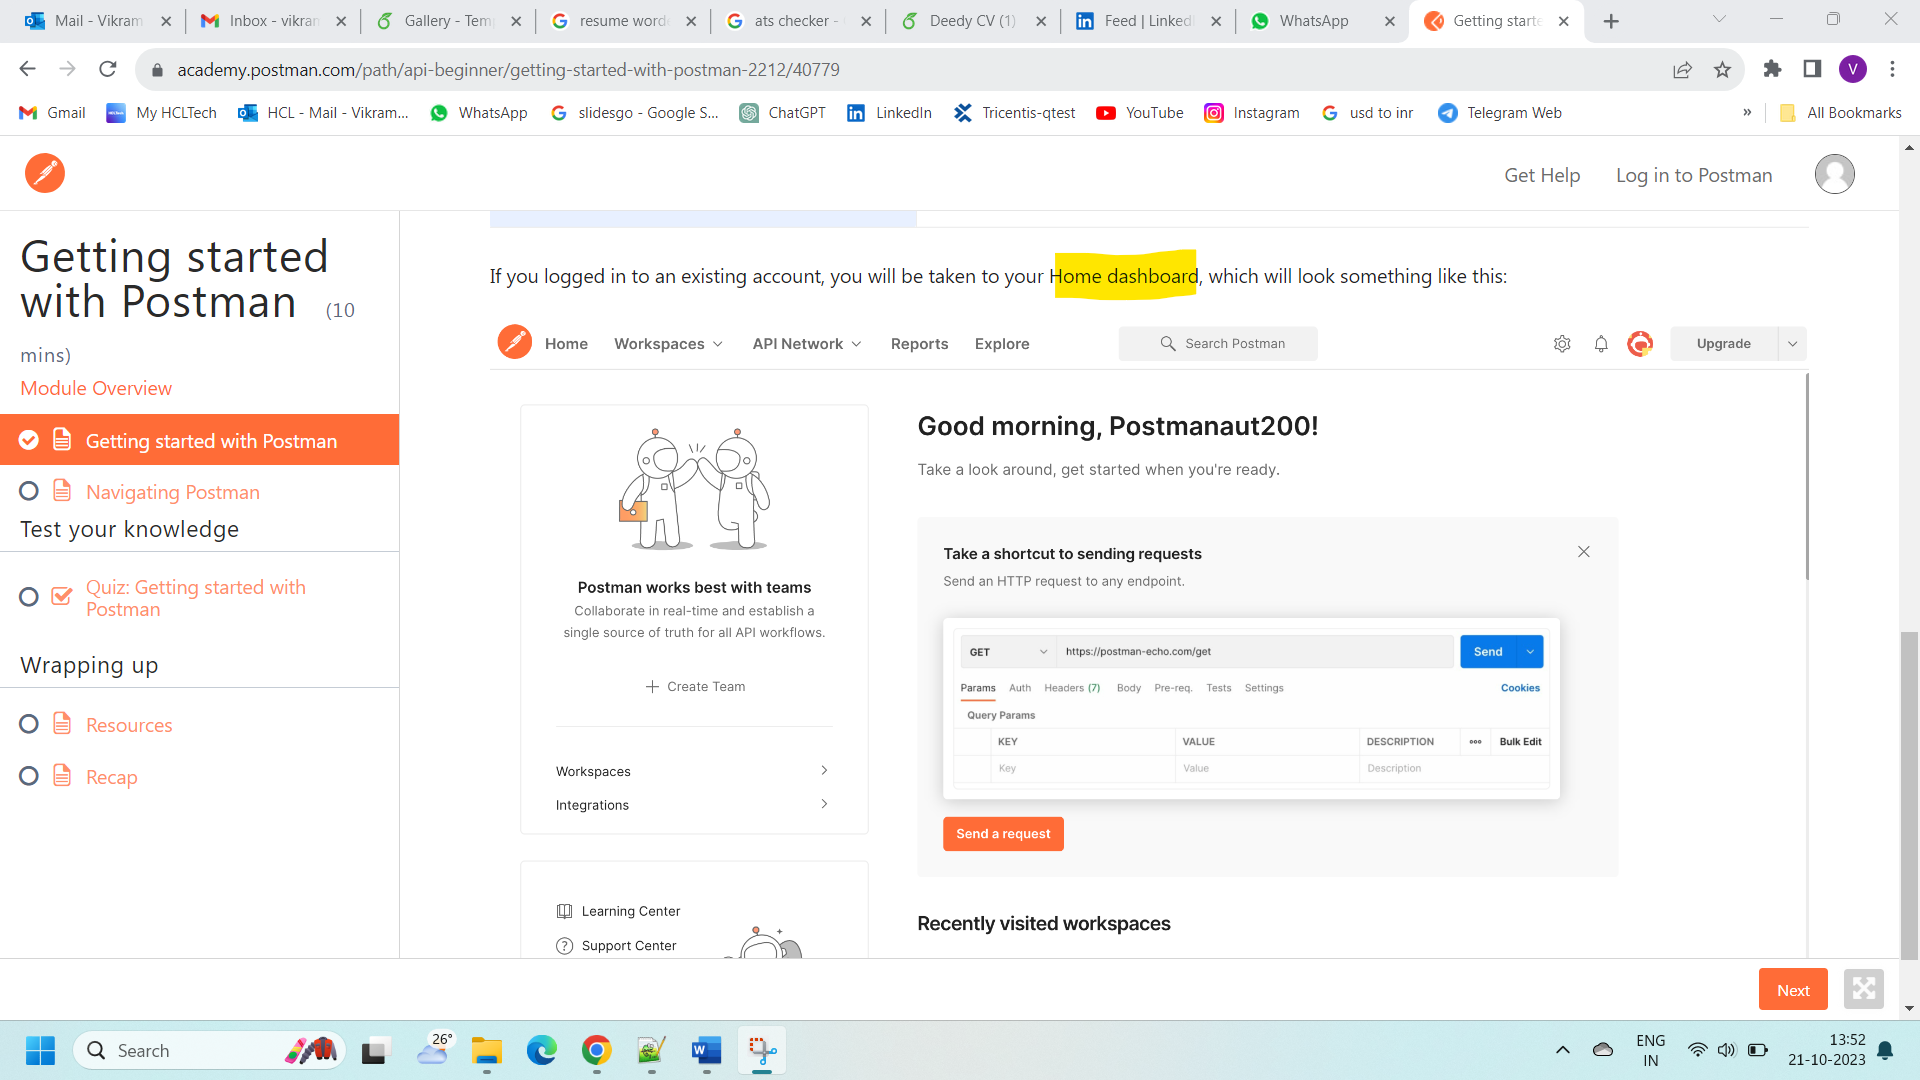 Mail - Vikram
Inbox - vikran
Gallery - Tem
resume word
ats checker -
Deedy CV (1)
Feed | Linked
WhatsApp
Getting starte
academy.postman.com/path/api-beginner/getting-started-with-postman-2212/40779
V
Gmail
My HCLTech
HCL - Mail - Vikram...
WhatsApp
slidesgo - Google S...
ChatGPT
LinkedIn
Tricentis-qtest
YouTube
Instagram
usd to inr
Telegram Web
»
All Bookmarks
Get Help
Log in to Postman
Getting started
with Postman (10
mins)
Module Overview
Getting started with Postman
Navigating Postman
Test your knowledge
Quiz: Getting started with
Postman
Wrapping up
Resources
Recap
If you logged in to an existing account, you will be taken to your Home dashboard, which will look something like this:
Home
Workspaces
API Network
Reports
Explore
Search Postman
Upgrade
Postman works best with teams
Collaborate in real-time and establish a
single source of truth for all API workflows.
+ Create Team
Workspaces
Integrations
Learning Center
Support Center
Good morning, Postmanaut200!
Take a look around, get started when you're ready.
Take a shortcut to sending requests
Send an HTTP request to any endpoint.
GET
https://postman-echo.com/get
Send
Params
Auth
Headers (7)
Body
Pre-req.
Tests
Settings
Cookies
Query Params
KEY
VALUE
DESCRIPTION
Bulk Edit
Key
Value
Description
Send a request
Recently visited workspaces
Next
Search
26°
ENG
IN
13:52
21-10-2023